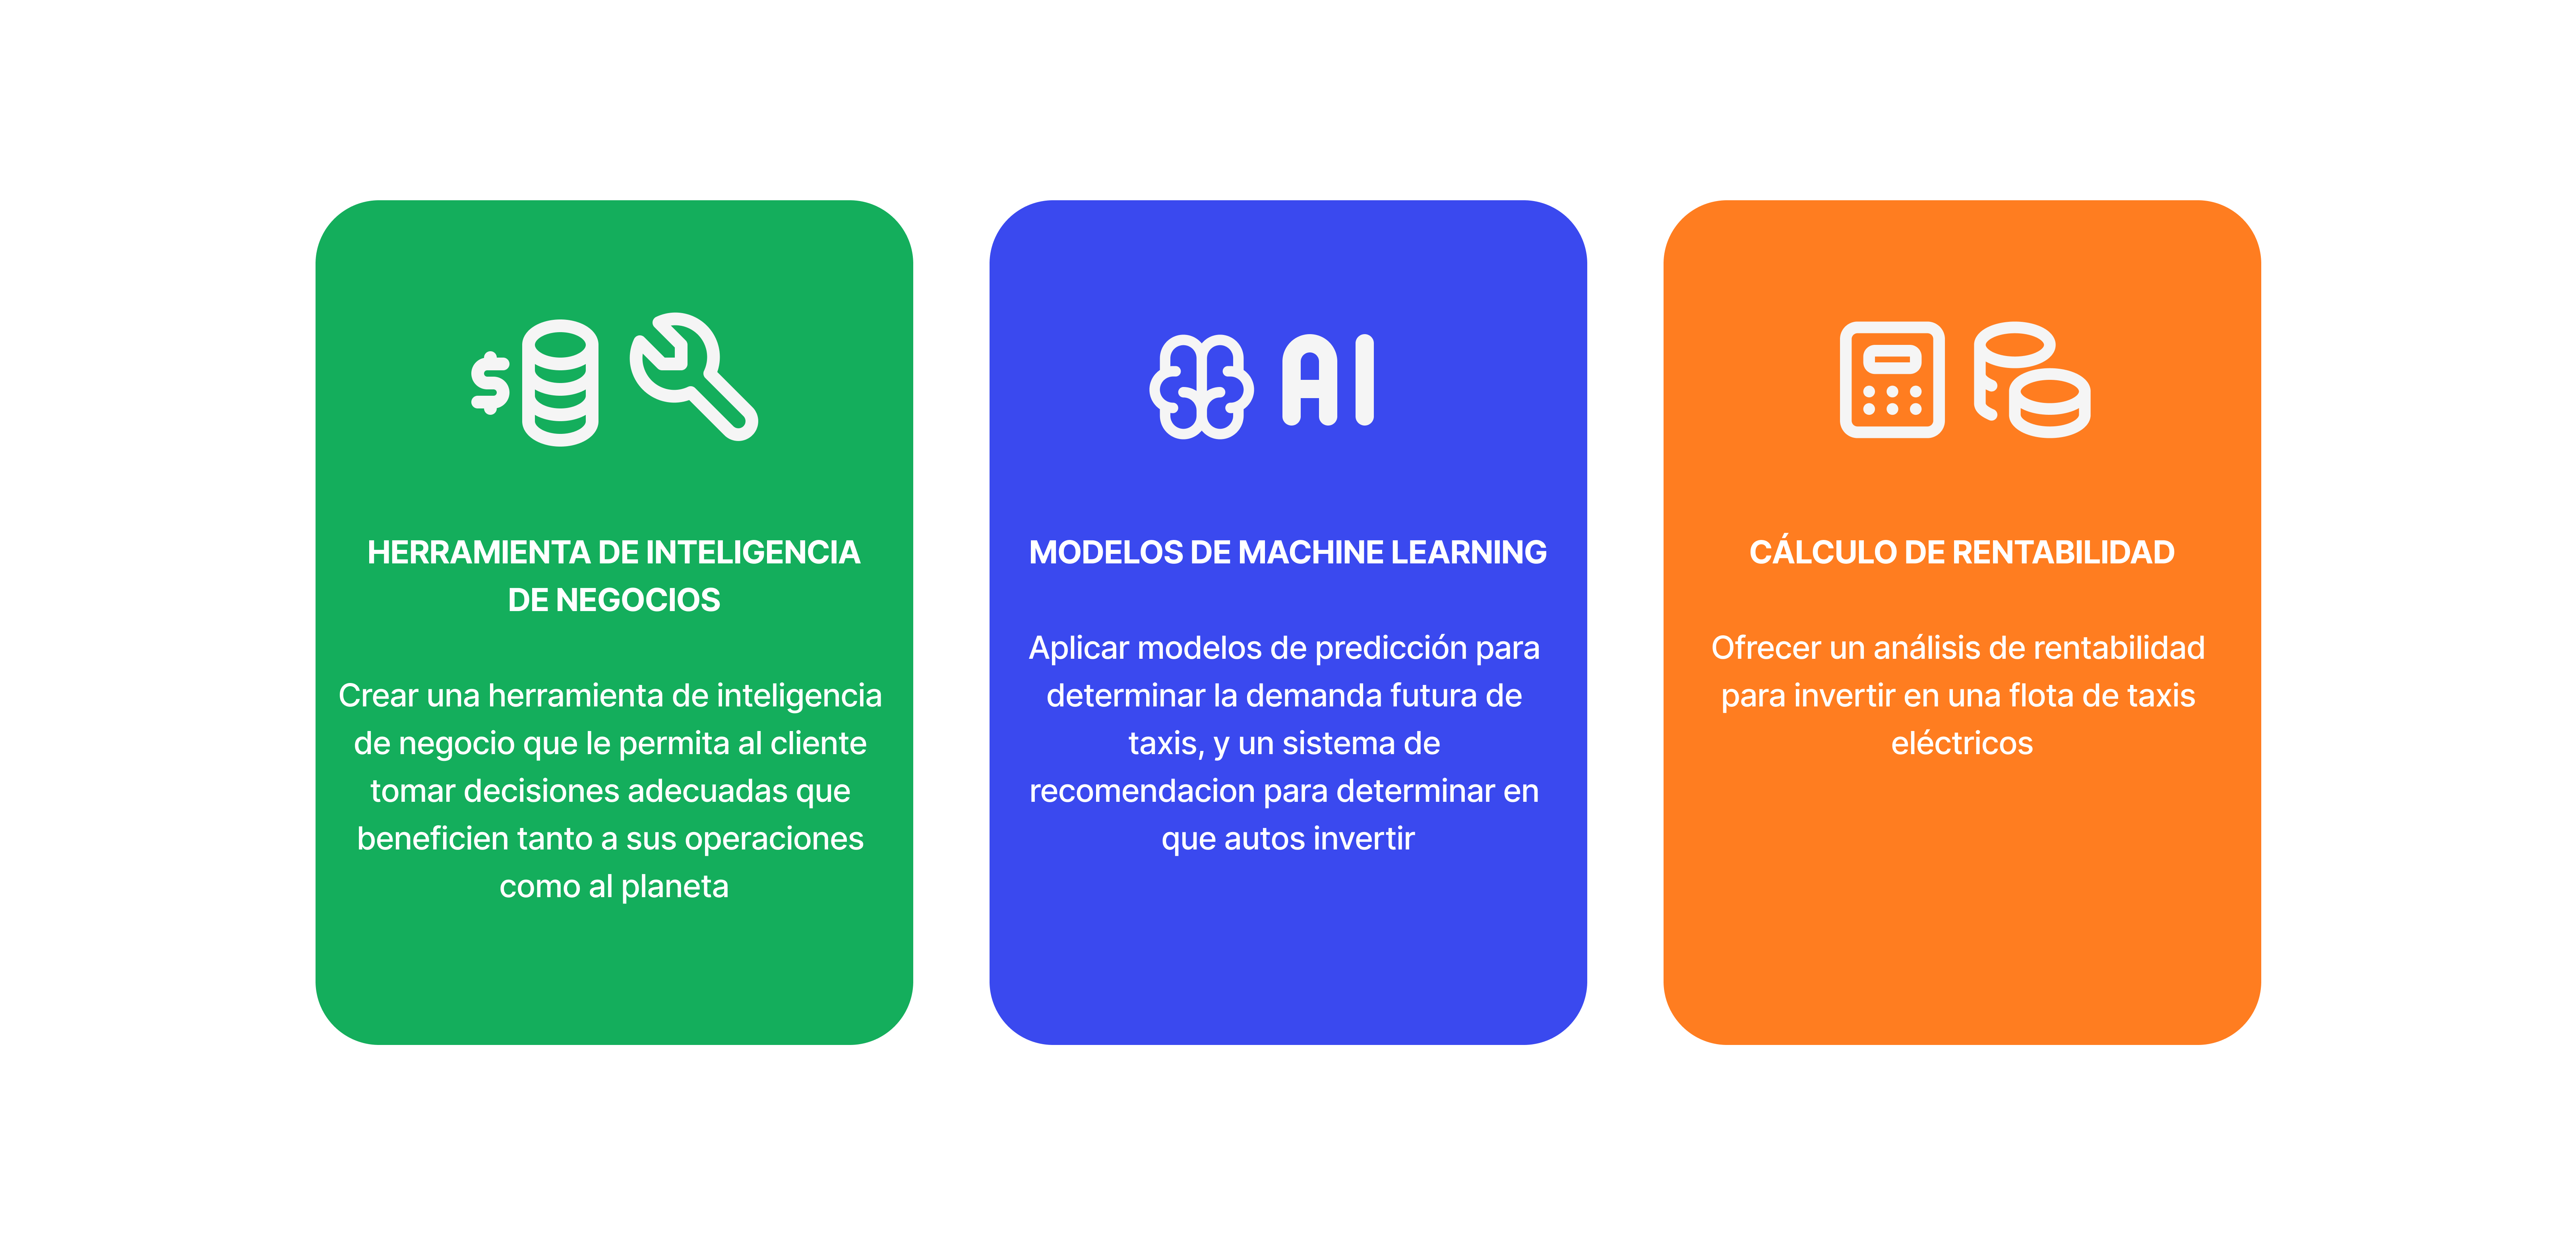 $
AI
HERRAMIENTA DE INTELIGENCIA
DE NEGOCIOS
Crear una herramienta de inteligencia
de negocio que le permita al cliente
tomar decisiones adecuadas que
beneficien tanto a sus operaciones
como al planeta
MODELOS DE MACHINE LEARNING
Aplicar modelos de predicción para
determinar la demanda futura de
taxis, y un sistema de
recomendacion para determinar en
que autos invertir
CÁLCULO DE RENTABILIDAD
Ofrecer un análisis de rentabilidad
para invertir en una flota de taxis
eléctricos